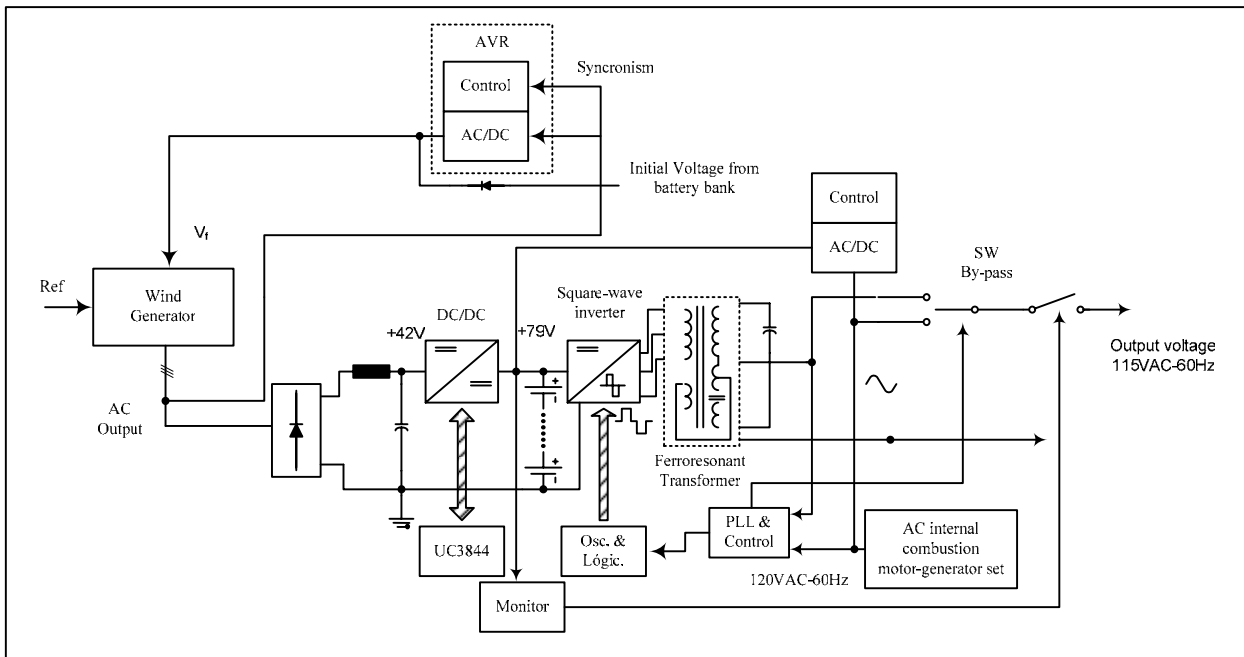 AVR
Control
AC/DC
Syncronism
Initial Voltage from
battery bank
Control
AC/DC
SW
By-pass
Vf
Ref
Wind
Generator
Square-wave
inverter
DC/DC
+42V
+79V
Output voltage
115VAC-60Hz
AC
Output
Ferroresonant
Transformer
UC3844
Osc. &
Lógic.
PLL &
Control
AC internal
combustion
motor-generator set
120VAC-60Hz
Monitor